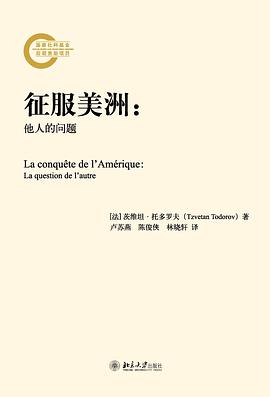 国家社科基金
后期资助项目
征服美洲：
他人的问题
La conquête de l'Amérique:
La question de l'autre
[法] 茨维坦·托多罗夫（Tzvetan Todorov）著
卢苏燕 陈俊侠 林晓轩 译
北京大学出版社